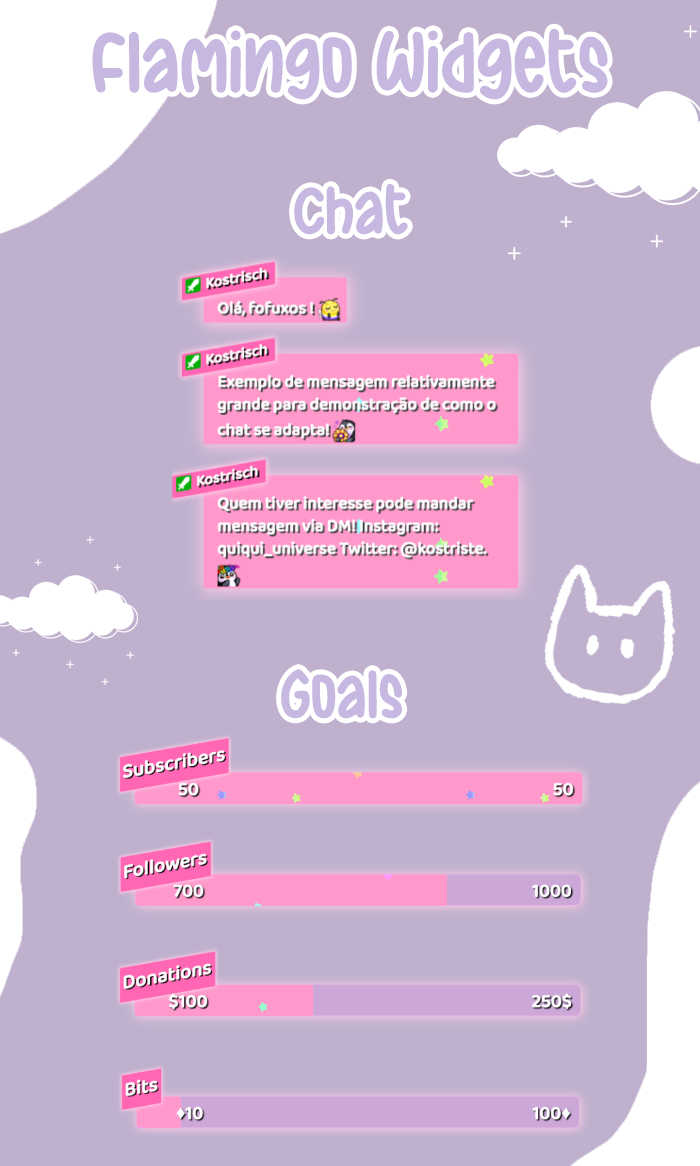 Flamingo Widgets
Chat
Kostrisch
Olá, fofuxos !
Kostrisch
Exemplo de mensagem relativamente
grande para demonstração de como o
chat se adapta!
Kostrisch
Quem tiver interesse pode mandar
mensagem via DM!! Instagram:
quiqui_universe Twitter: @kostriste.
Goals
Subscribers
50 50
Followers
700 1000
Donations
$100 250$
Bits
♦10 100♦